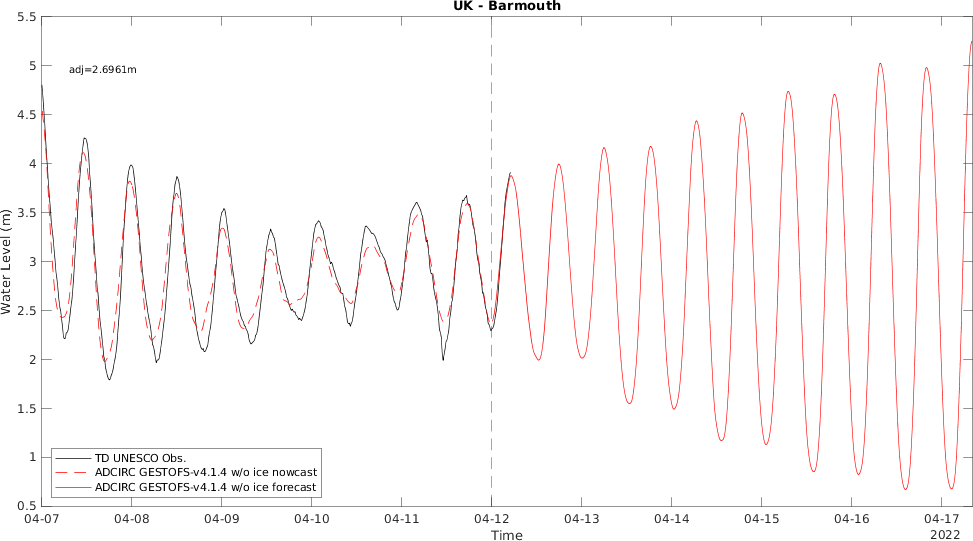 UK - Barmouth
5.5
5
4.5
4
3.5
3
2.5
2
1.5
1
0.5
Water Level (m)
adj=2.6961m
TD UNESCO Obs.
ADCIRC GESTOFS-v4.1.4 w/o ice nowcast
ADCIRC GESTOFS-v4.1.4 w/o ice forecast
04-07 04-08 04-09 04-10 04-11 04-12 04-13 04-14 04-15 04-16 04-17
Time
2022